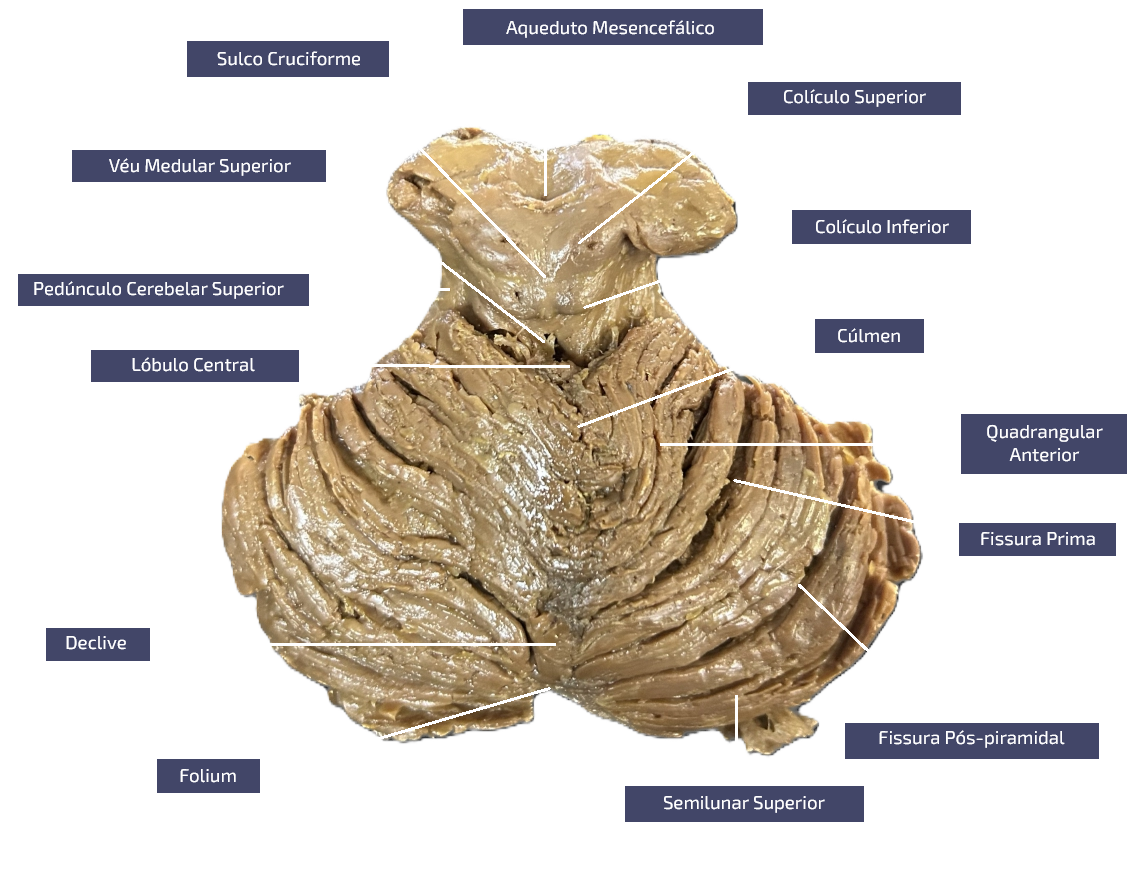 Aqueduto Mesencefálico
Sulco Cruciforme
Colículo Superior
Véu Medular Superior
Colículo Inferior
Pedúnculo Cerebelar Superior
Cúlmen
Lóbulo Central
Quadrangular
Anterior
Fissura Prima
Declive
Fissura Pós-piramidal
Folium
Semilunar Superior